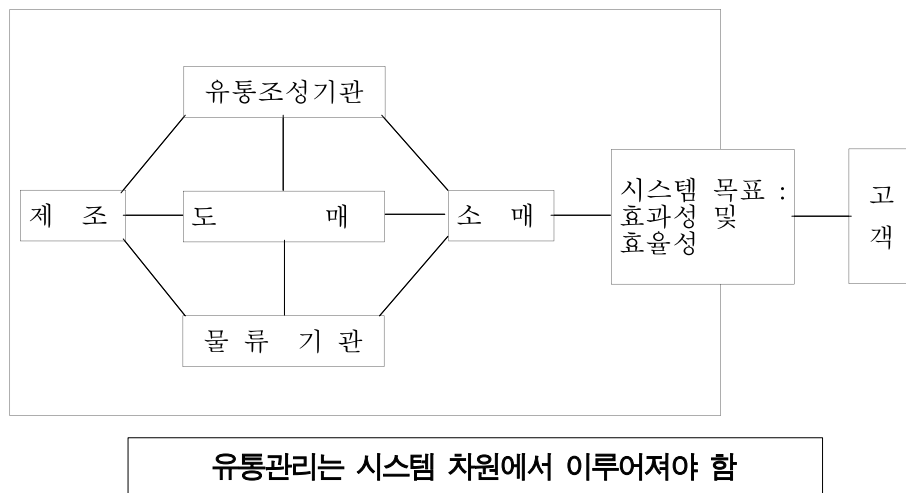 유통조성기관
제 조
도 매
소 매
시스템 목표 :
효과성 및
효율성
고
객
물 류 기 관
유통관리는 시스템 차원에서 이루어져야 함